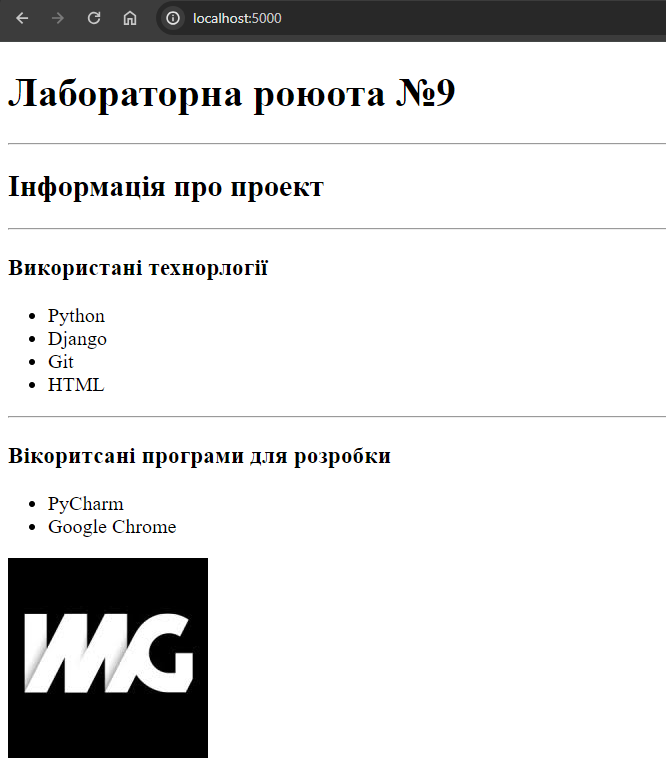 localhost:5000
Лабораторна роюота №9
Інформація про проект
Використані технорлогії
Python
Django
Git
HTML
Вікоритсані програми для розробки
PyCharm
Google Chrome
IMG